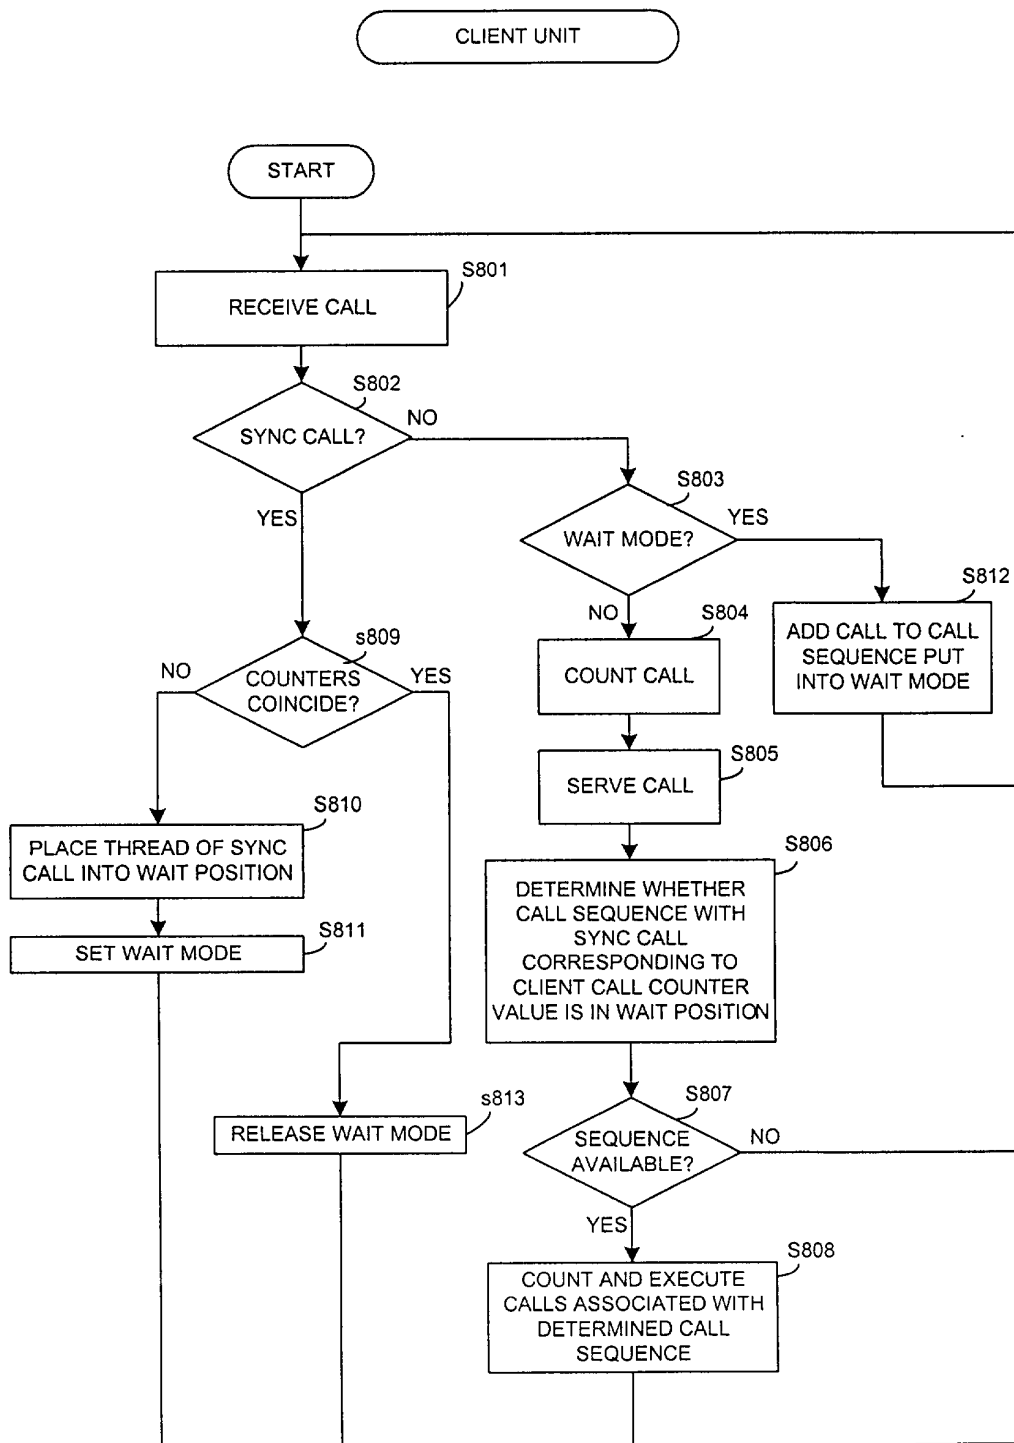 CLIENT UNIT
START
S801
RECEIVE CALL
S802
SYNC CALL?
NO
YES
S803
WAIT MODE?
YES
NO
S812
ADD CALL TO CALL
SEQUENCE PUT
INTO WAIT MODE
S804
COUNT CALL
s809
COUNTERS
COINCIDE?
NO
YES
S805
SERVE CALL
S810
PLACE THREAD OF SYNC
CALL INTO WAIT POSITION
S806
DETERMINE WHETHER
CALL SEQUENCE WITH
SYNC CALL
CORRESPONDING TO
CLIENT CALL COUNTER
VALUE IS IN WAIT POSITION
S811
SET WAIT MODE
s813
RELEASE WAIT MODE
S807
SEQUENCE
AVAILABLE?
NO
YES
S808
COUNT AND EXECUTE
CALLS ASSOCIATED WITH
DETERMINED CALL
SEQUENCE